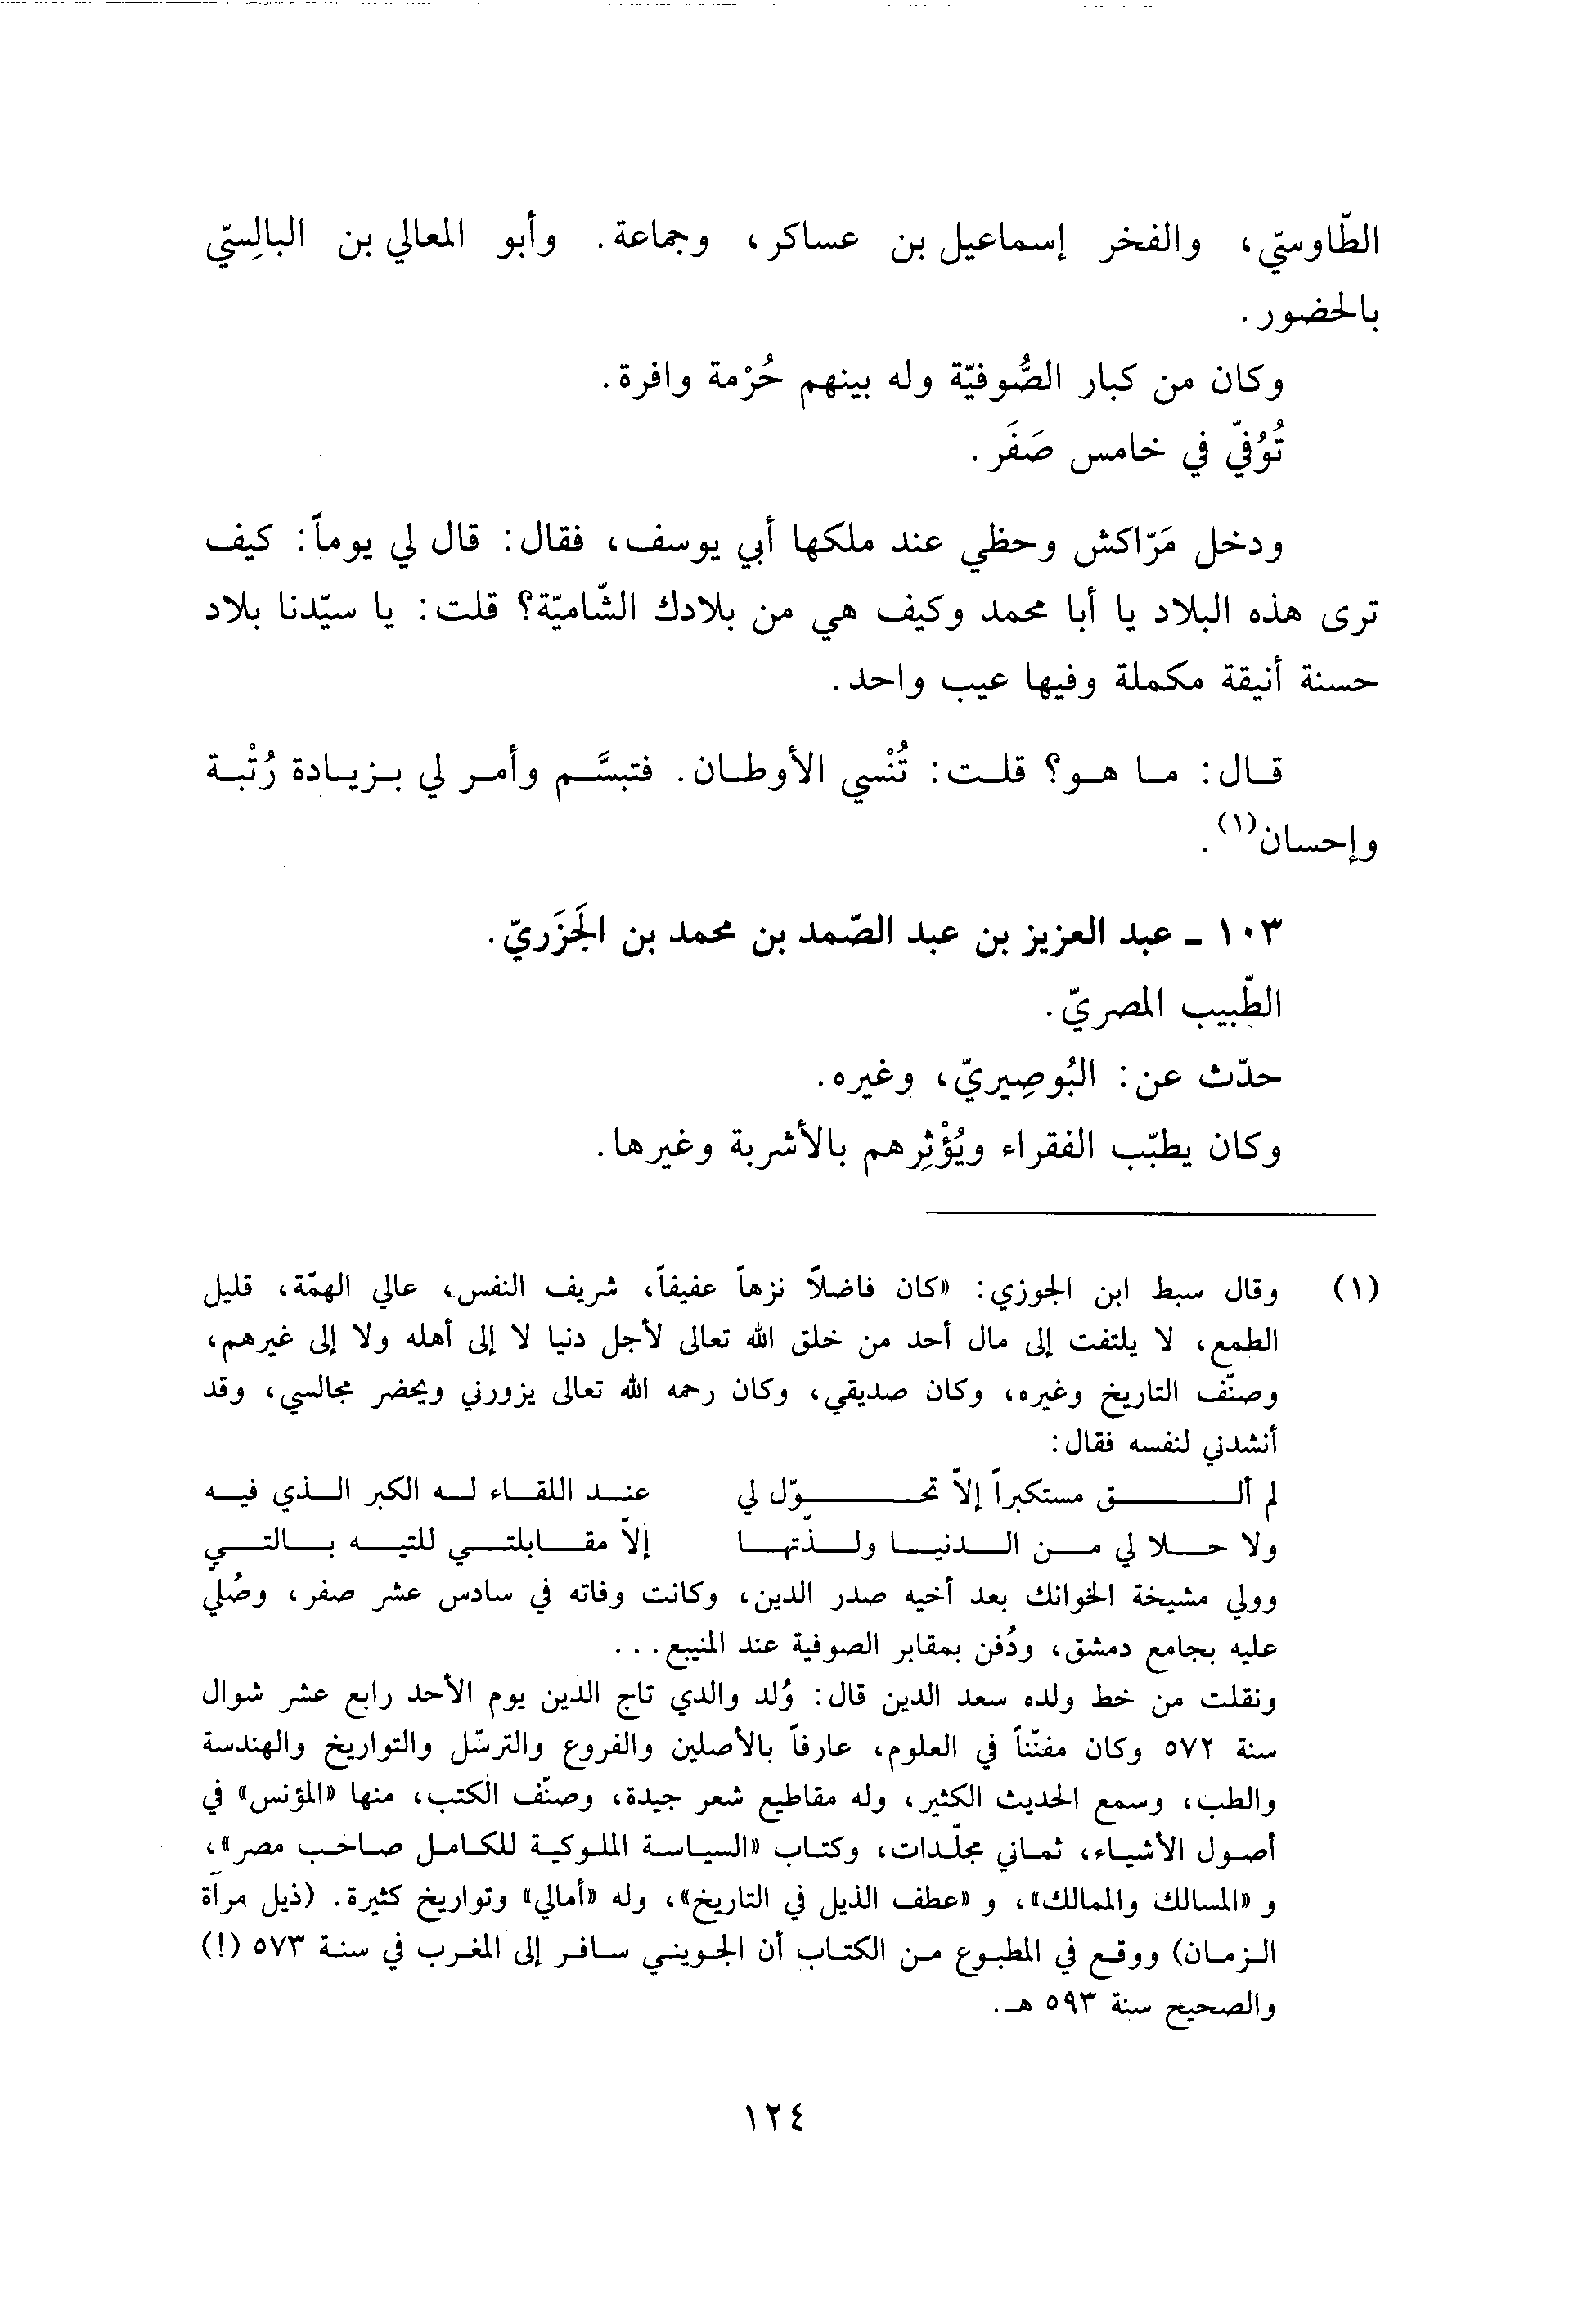 الطّاوسيّ، والفخر إسماعيل بن عساكر، وجماعة. وأبو المعالي بن البالِسيّ
بالحضور.
وكان من كبار الصُّوفيّة وله بينهم حُرْمة وافرة.
تُوُفيّ في خامس صَفَر.
ودخل مَرّاكش وحظي عند ملكها أبي يوسف، فقال: قال لي يوماً: كيف
ترى هذه البلاد يا أبا محمد وكيف هي من بلادك الشّاميّة؟ قلت: يا سيّدنا بلاد
حسنة أنيقة مكملة وفيها عيب واحد.
قال: ما هو؟ قلت: تُنْسي الأوطان. فتبسَّم وأمر لي بزيادة رُتْبة
وإحسان(١).
١٠٣ ـ عبد العزيز بن عبد الصّمد بن محمد بن الجَزَريّ.
الطّبيب المصريّ.
حدّث عن: البُوصِيريّ، وغيره.
وكان يطبّب الفقراء ويُؤْثِرهم بالأشربة وغيرها.
(١) وقال سبط ابن الجوزي: «كان فاضلاً نزهاً عفيفاً، شريف النفس، عالي الهمّة، قليل
الطمع، لا يلتفت إلى مال أحد من خلق الله تعالى لأجل دنيا لا إلى أهله ولا إلى غيرهم،
وصنّف التاريخ وغيره، وكان صديقي، وكان رحمه الله تعالى يزورني ويحضر مجالسي، وقد
أنشدني لنفسه فقال:
لم ألق مستكبراً إلاّ تحوّل لي عند اللقاء له الكبر الذي فيه
ولا حلا لي من الدنيا ولذّتها إلاّ مقابلتي للتيه بالتي
وولي مشيخة الخوانك بعد أخيه صدر الدين، وكانت وفاته في سادس عشر صفر، وصُلي
عليه بجامع دمشق، ودُفن بمقابر الصوفية عند المنيبع...
ونقلت من خط ولده سعد الدين قال: وُلد والدي تاج الدين يوم الأحد رابع عشر شوال
سنة ٥٧٢ وكان مفنّناً في العلوم، عارفاً بالأصلين والفروع والترسّل والتواريخ والهندسة
والطب، وسمع الحديث الكثير، وله مقاطيع شعر جيدة، وصنّف الكتب، منها «المؤنس» في
أصول الأشياء، ثماني مجلّدات، وكتاب «السياسة الملوكية للكامل صاحب مصر»،
و «المسالك والممالك»، و «عطف الذيل في التاريخ»، وله «أمالي» وتواريخ كثيرة. (ذيل مرآة
الزمان) ووقع في المطبوع من الكتاب أن الجويني سافر إلى المغرب في سنة ٥٧٣ (!)
والصحيح سنة ٥٩٣ هـ.
١٢٤